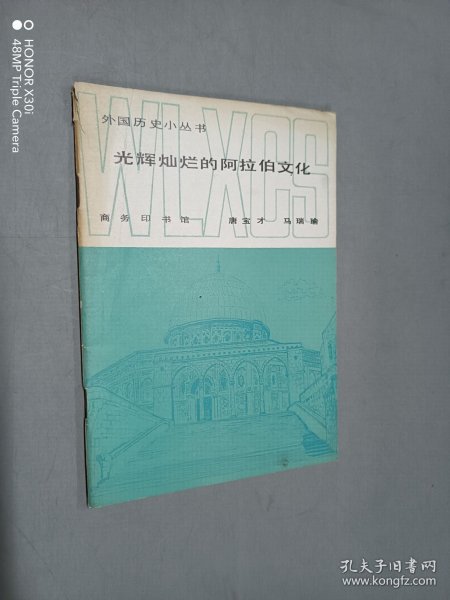 HONOR X30i
48MP Triple Camera
WLXCS
外国历史小丛书
光辉灿烂的阿拉伯文化
商务印书馆 唐宝才 马瑞瑜
孔夫子旧书网
www.kongfz.com